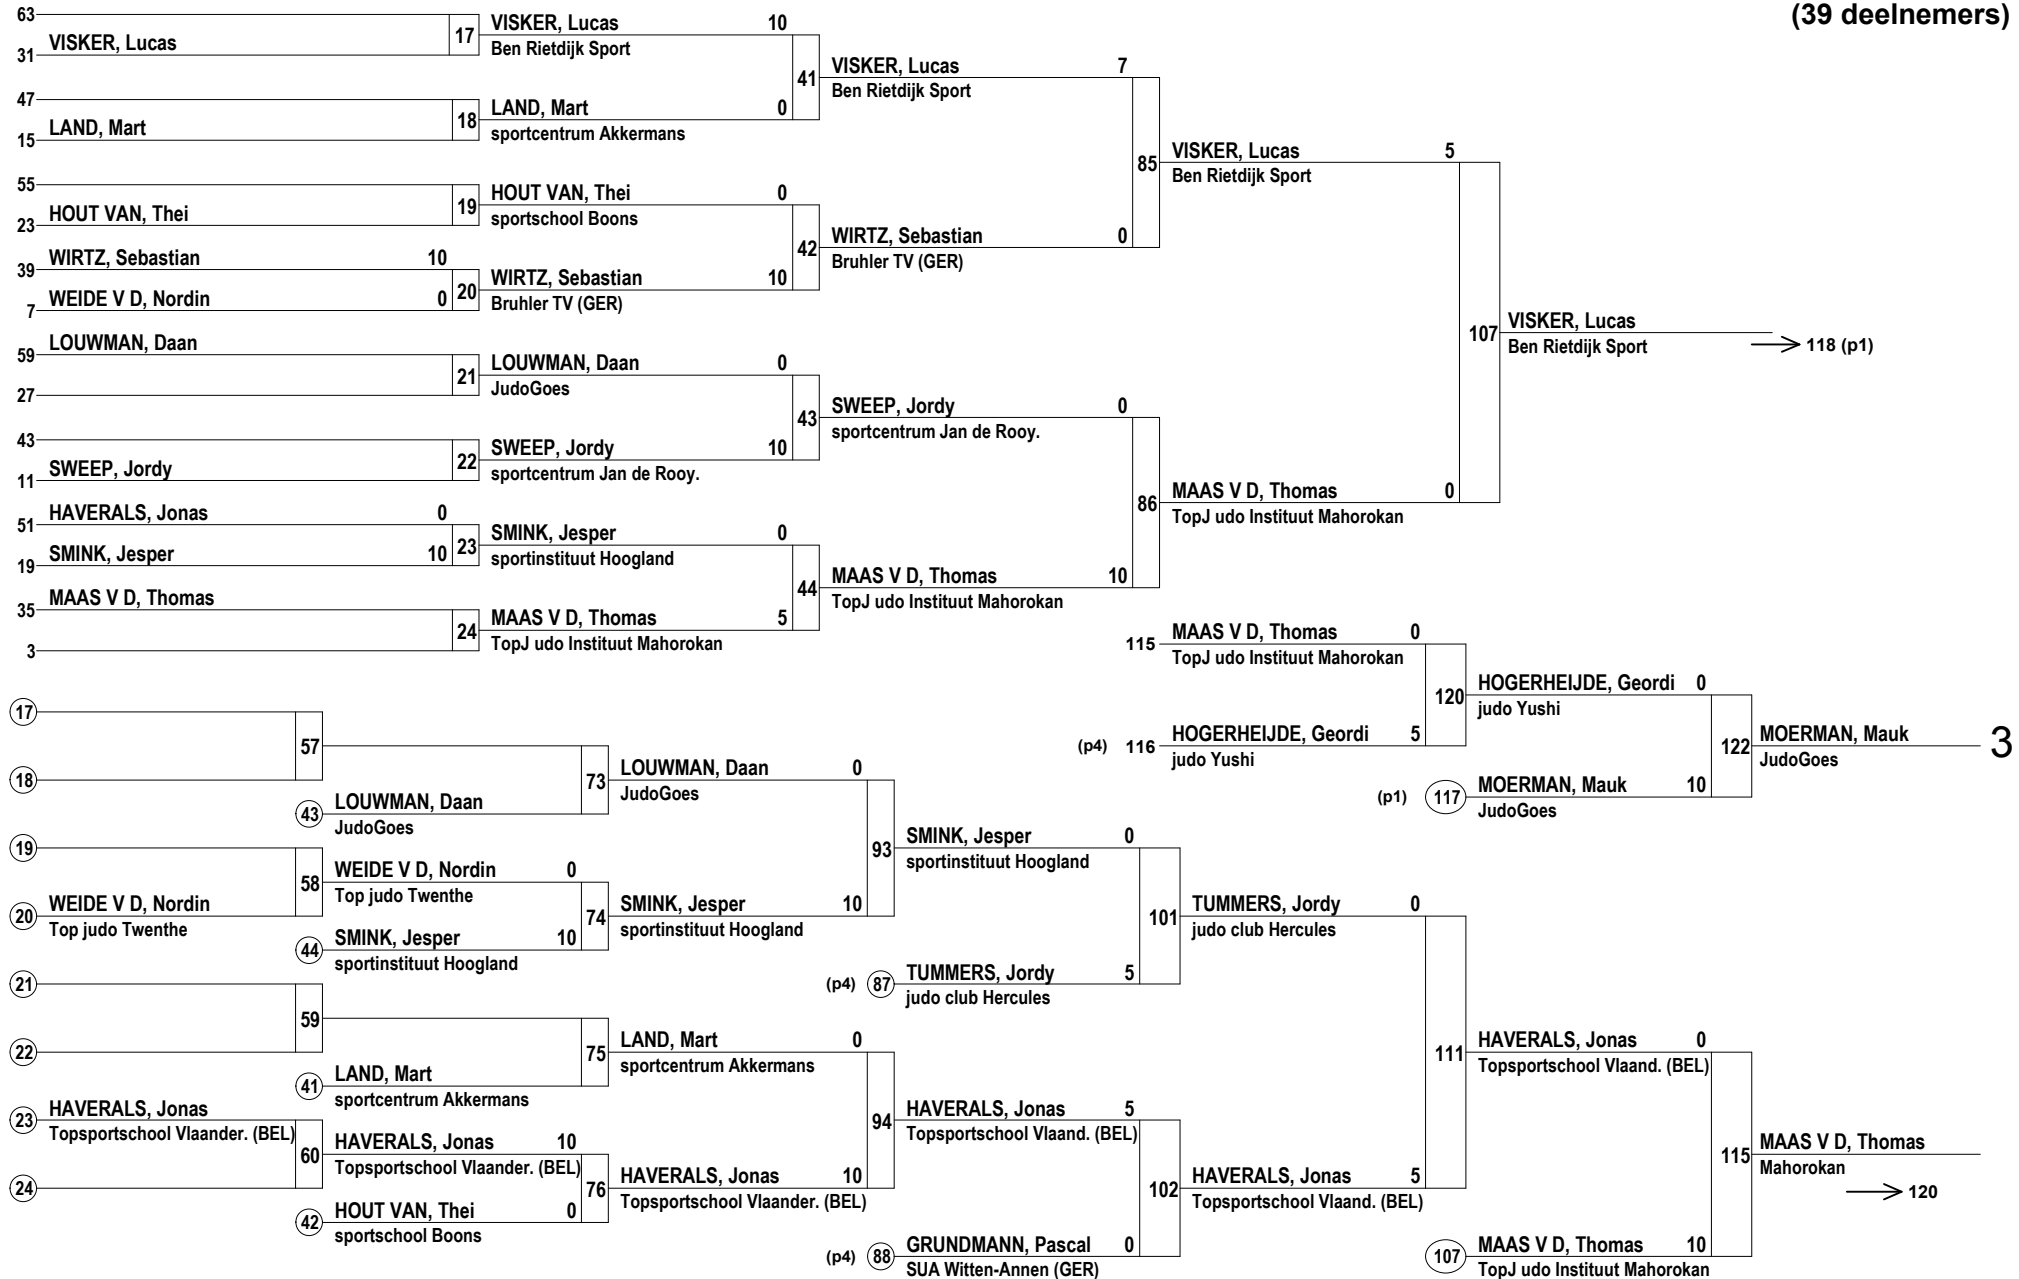 (39 deelnemers)
63
VISKER, Lucas
31
17
VISKER, Lucas 10
Ben Rietdijk Sport
47
LAND, Mart
15
18
LAND, Mart 0
sportcentrum Akkermans
41
VISKER, Lucas 7
Ben Rietdijk Sport
55
HOUT VAN, Thei
23
19
HOUT VAN, Thei 0
sportschool Boons
39
WIRTZ, Sebastian 10
WEIDE V D, Nordin 0
7
20
WIRTZ, Sebastian 10
Bruhler TV (GER)
42
WIRTZ, Sebastian 0
Bruhler TV (GER)
85
VISKER, Lucas 5
Ben Rietdijk Sport
59
LOUWMAN, Daan
27
21
LOUWMAN, Daan 0
JudoGoes
43
SWEEP, Jordy
11
22
SWEEP, Jordy 10
sportcentrum Jan de Rooy.
43
SWEEP, Jordy 0
sportcentrum Jan de Rooy.
51
HAVERALS, Jonas 0
SMINK, Jesper 10
19
23
SMINK, Jesper 0
sportinstituut Hoogland
35
MAAS V D, Thomas
3
24
MAAS V D, Thomas 5
TopJ udo Instituut Mahorokan
44
MAAS V D, Thomas 10
TopJ udo Instituut Mahorokan
86
MAAS V D, Thomas 0
TopJ udo Instituut Mahorokan
107
VISKER, Lucas
Ben Rietdijk Sport
118 (p1)
115
MAAS V D, Thomas 0
TopJ udo Instituut Mahorokan
(p4) 116
HOGERHEIJDE, Geordi 5
judo Yushi
120
HOGERHEIJDE, Geordi 0
judo Yushi
(p1) 117
MOERMAN, Mauk 10
JudoGoes
122
MOERMAN, Mauk
JudoGoes
3
17
18
57
43
LOUWMAN, Daan
JudoGoes
73
LOUWMAN, Daan 0
JudoGoes
19
20
WEIDE V D, Nordin
Top judo Twenthe
58
WEIDE V D, Nordin 0
Top judo Twenthe
44
SMINK, Jesper 10
sportinstituut Hoogland
74
SMINK, Jesper 10
sportinstituut Hoogland
93
SMINK, Jesper 0
sportinstituut Hoogland
(p4) 87
TUMMERS, Jordy 5
judo club Hercules
101
TUMMERS, Jordy 0
judo club Hercules
21
22
59
41
LAND, Mart
sportcentrum Akkermans
75
LAND, Mart 0
sportcentrum Akkermans
23
HAVERALS, Jonas
Topsportschool Vlaander. (BEL)
24
60
HAVERALS, Jonas 10
Topsportschool Vlaander. (BEL)
42
HOUT VAN, Thei 0
sportschool Boons
76
HAVERALS, Jonas 10
Topsportschool Vlaander. (BEL)
94
HAVERALS, Jonas 5
Topsportschool Vlaand. (BEL)
(p4) 88
GRUNDMANN, Pascal 0
SUA Witten-Annen (GER)
102
HAVERALS, Jonas 5
Topsportschool Vlaand. (BEL)
111
HAVERALS, Jonas 0
Topsportschool Vlaand. (BEL)
107
MAAS V D, Thomas 10
TopJ udo Instituut Mahorokan
115
MAAS V D, Thomas
Mahorokan
120